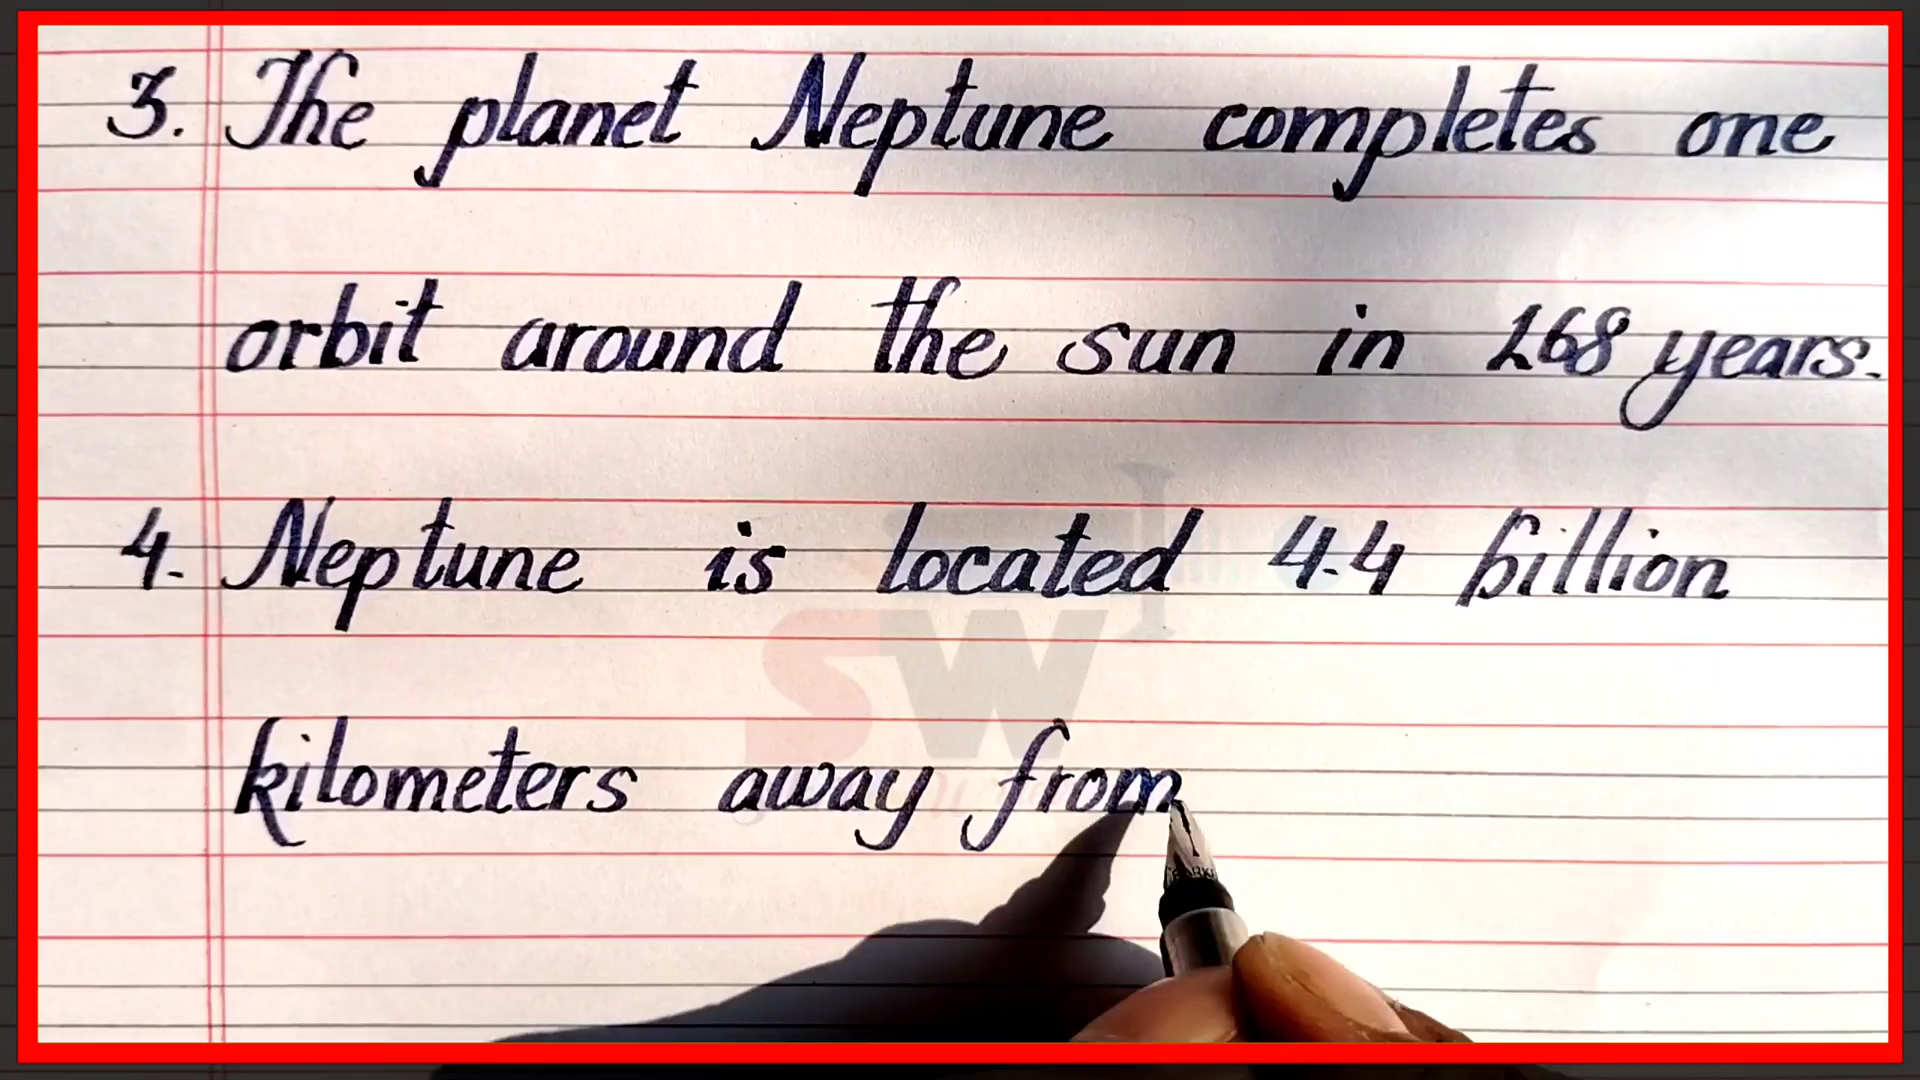 3. The planet Neptune completes one
orbit around the sun in 168 years.
4. Neptune is located 4.4 billion
kilometers away from
SW